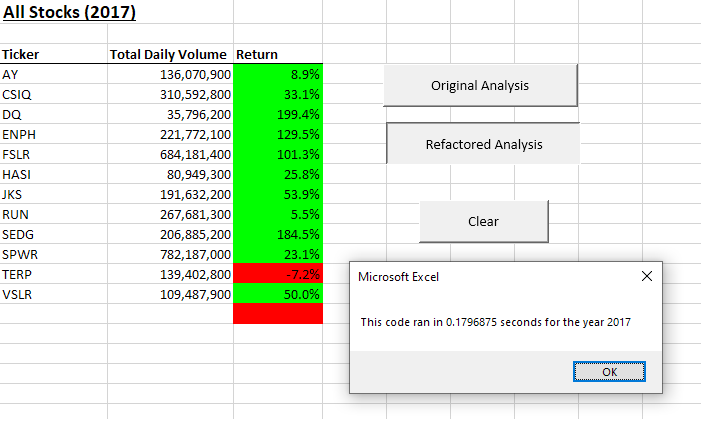 All Stocks (2017)
Ticker Total Daily Volume Return
AY 136,070,900 8.9%
CSIQ 310,592,800 33.1%
DQ 35,796,200 199.4%
ENPH 221,772,100 129.5%
FSLR 684,181,400 101.3%
HASI 80,949,300 25.8%
JKS 191,632,200 53.9%
RUN 267,681,300 5.5%
SEDG 206,885,200 184.5%
SPWR 782,187,000 23.1%
TERP 139,402,800 -7.2%
VSLR 109,487,900 50.0%
Original Analysis
Refactored Analysis
Clear
Microsoft Excel
This code ran in 0.1796875 seconds for the year 2017
OK